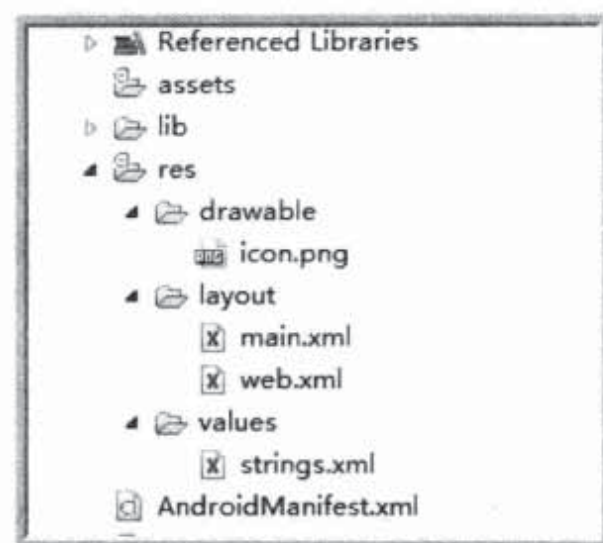 Referenced Libraries
assets
lib
res
drawable
icon.png
layout
main.xml
web.xml
values
strings.xml
AndroidManifest.xml